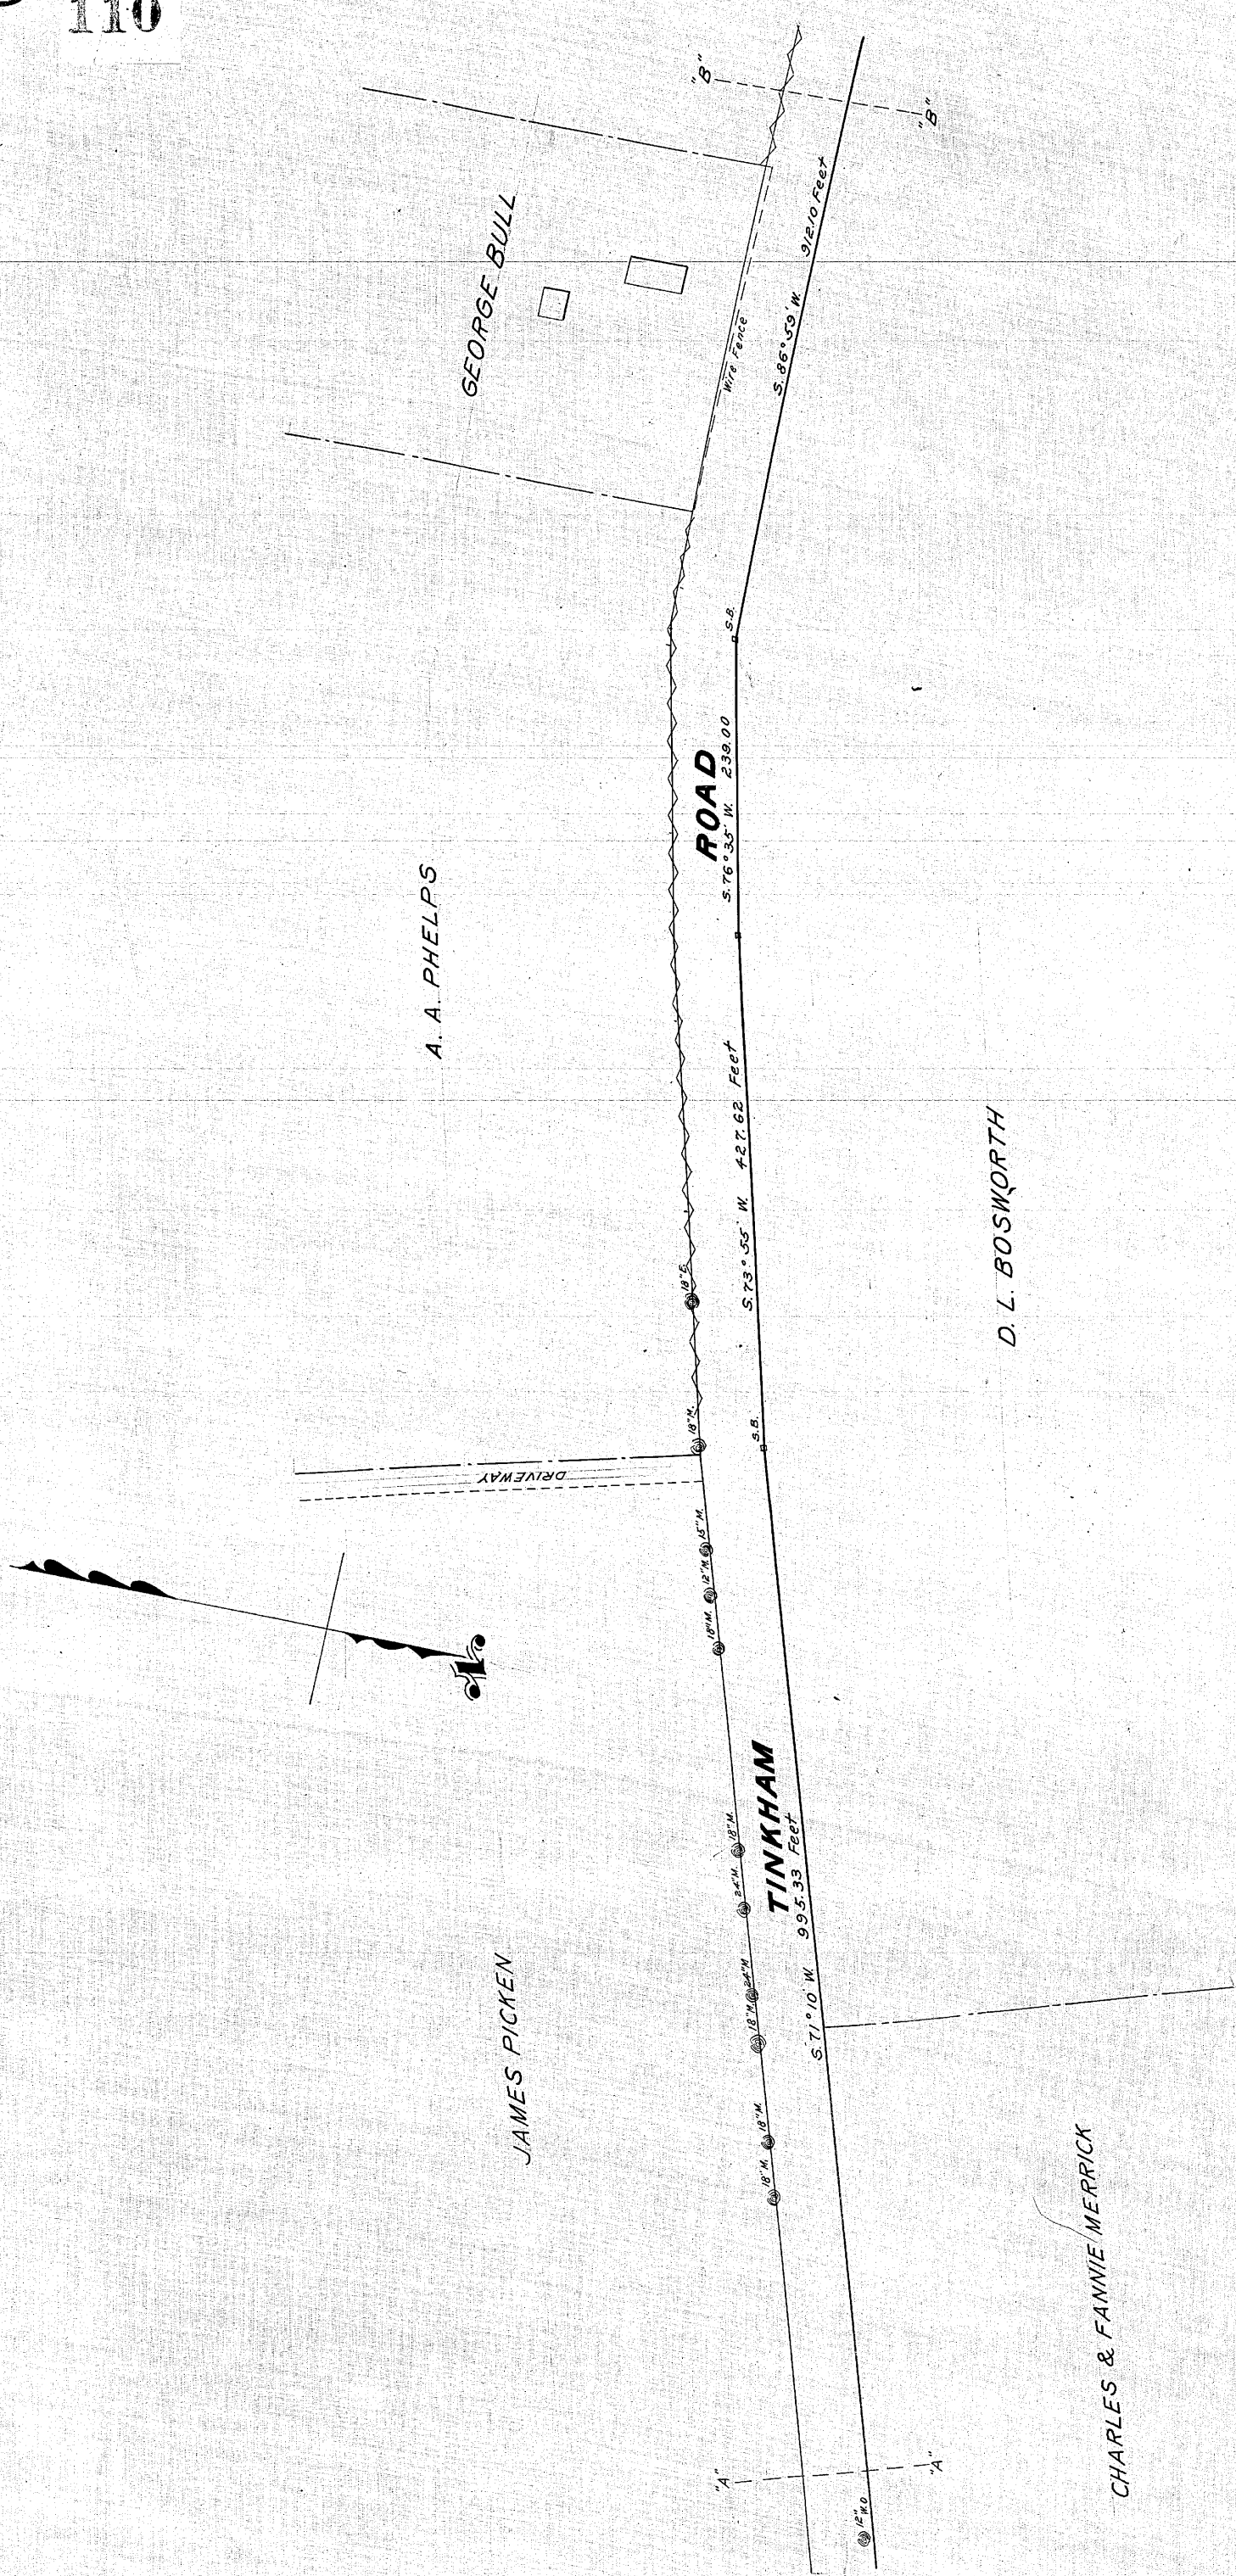 110
"B"
"B"
GEORGE BULL
Wire Fence
S. 86° 59' W. 912.10 Feet
S.B.
ROAD
S. 76° 35' W. 239.00
A. A. PHELPS
S. 73° 55' W. 427.62 Feet
D. L. BOSWORTH
18" E.
18" M.
S.B.
DRIVEWAY
15" M.
12" M.
18" M.
TINKHAM
S. 71° 10' W. 995.33 Feet
18" M.
24" M.
24" M
18" M.
18" M.
18" M.
JAMES PICKEN
CHARLES & FANNIE MERRICK
"A"
"A"
12" W.O